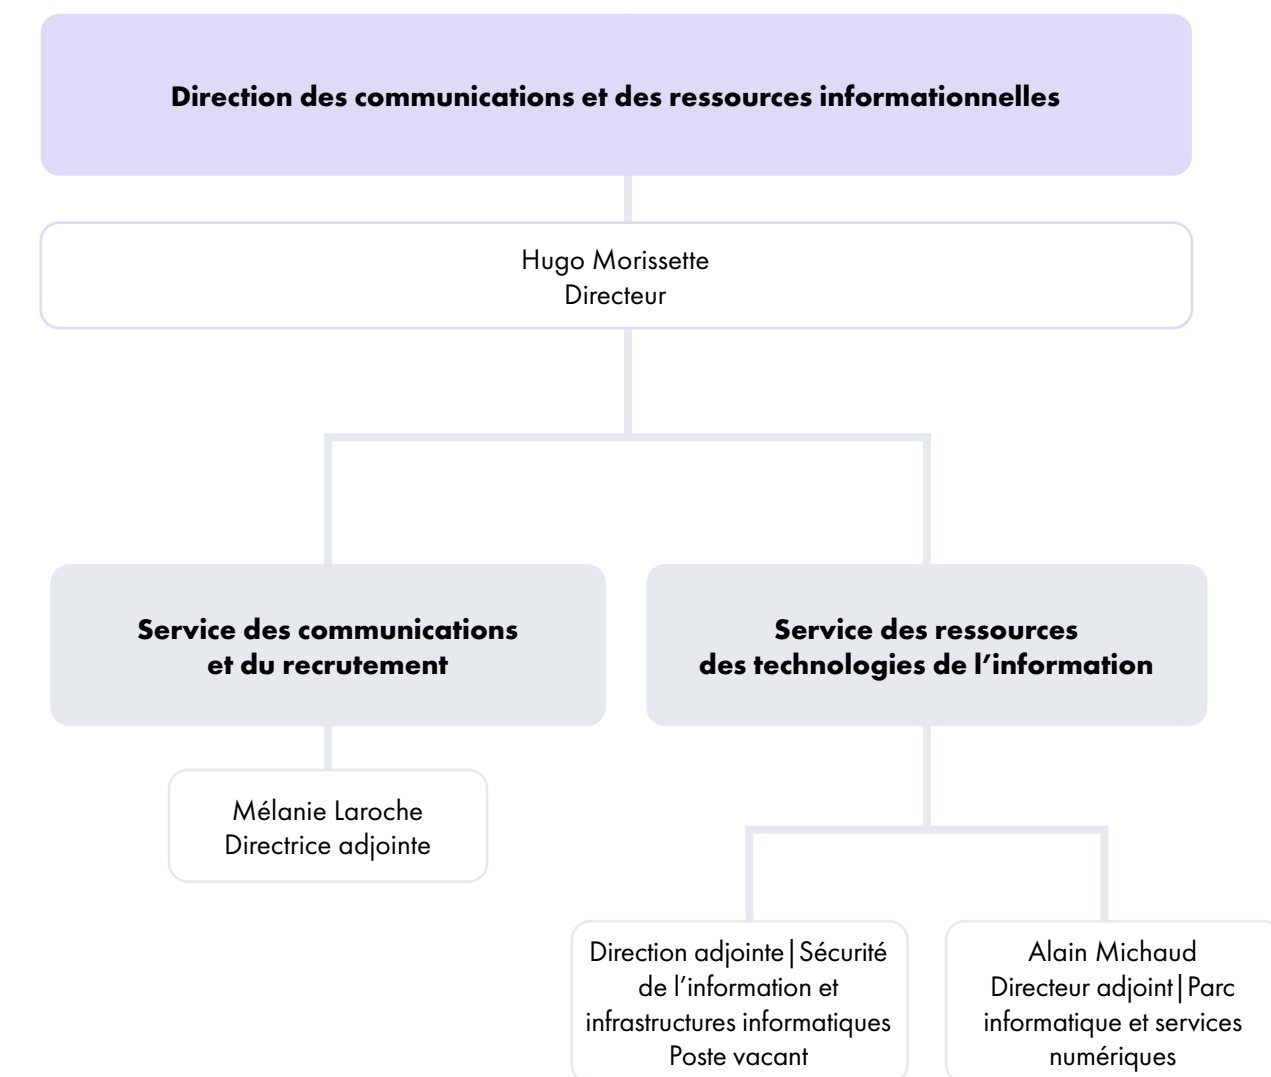 Direction des communications et des ressources informationnelles
Hugo Morissette
Directeur
Service des communications
et du recrutement
Mélanie Laroche
Directrice adjointe
Service des ressources
des technologies de l’information
Direction adjointe|Sécurité
de l’information et
infrastructures informatiques
Poste vacant
Alain Michaud
Directeur adjoint|Parc
informatique et services
numériques